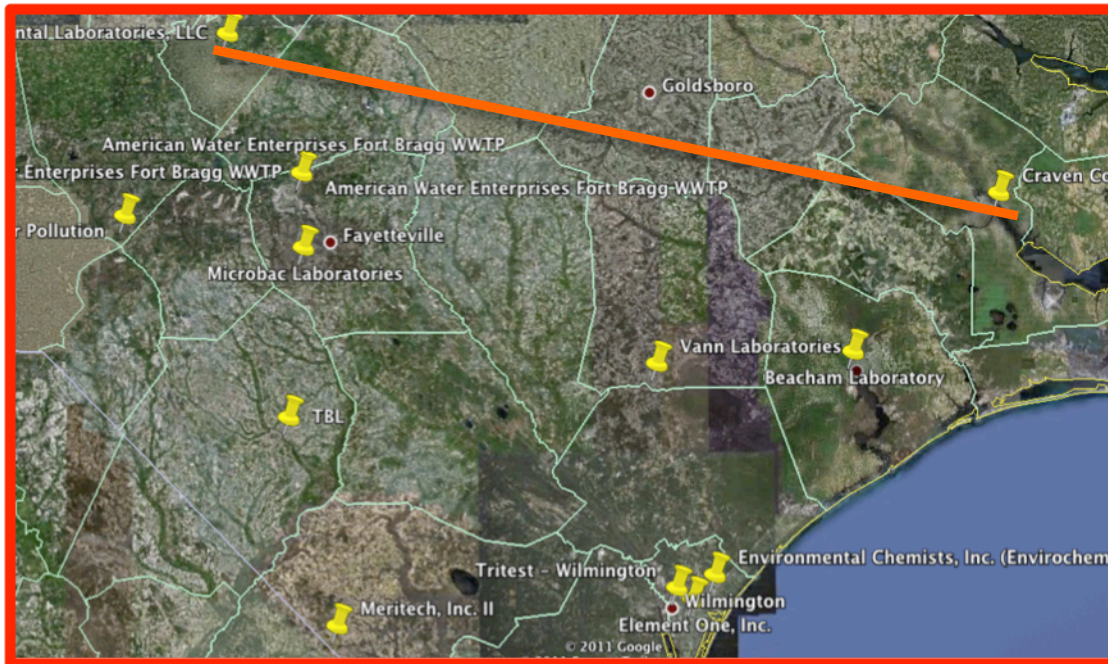 ntal Laboratories, LLC
Goldsboro
American Water Enterprises Fort Bragg WWTP
r Enterprises Fort Bragg WWTP
American Water Enterprises Fort Bragg WWTP
Craven Co
r Pollution
Fayetteville
Microbac Laboratories
Vann Laboratories
Beacham Laboratory
TBL
Environmental Chemists, Inc. (Envirochem
Tritest - Wilmington
Wilmington
Meritech, Inc. II
Element One, Inc.
© 2011 Google